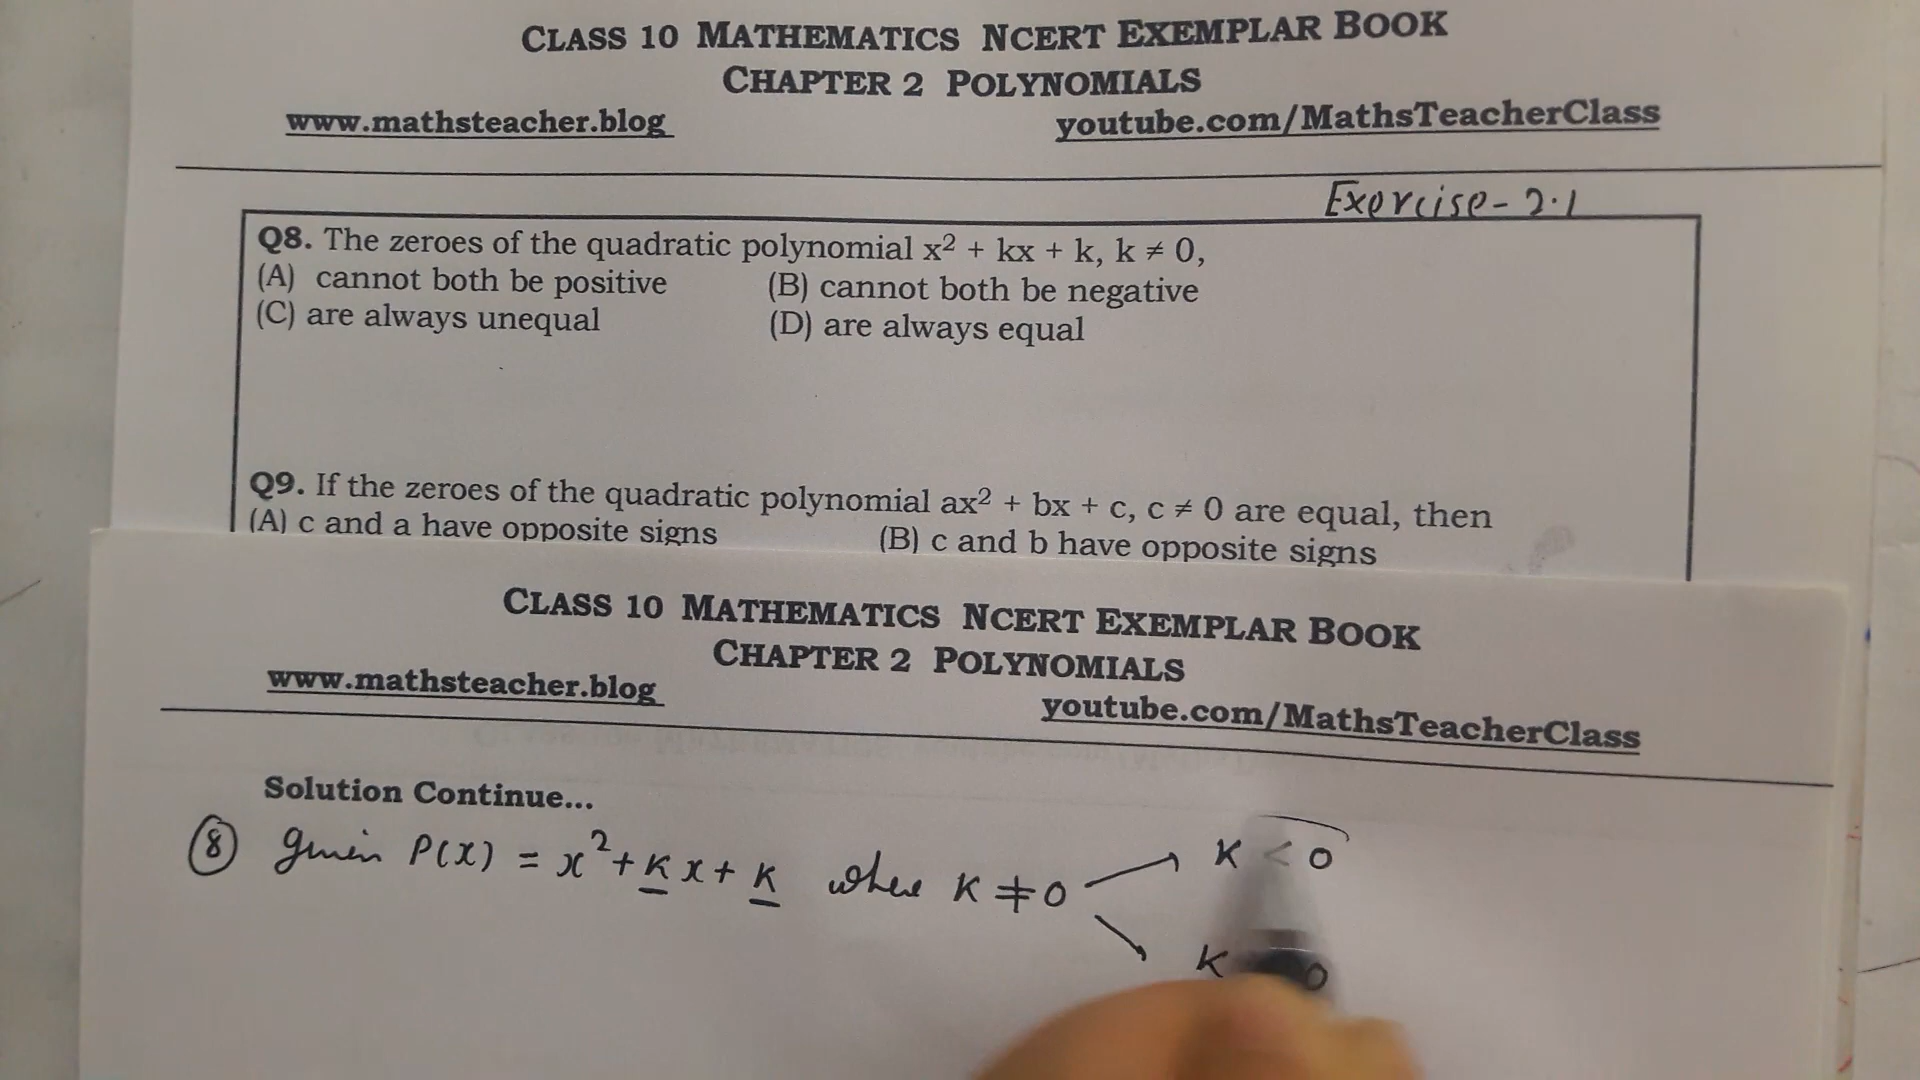 CLASS 10 MATHEMATICS NCERT EXEMPLAR BOOK
CHAPTER 2 POLYNOMIALS
www.mathsteacher.blog youtube.com/MathsTeacherClass
Exercise-2.1
Q8. The zeroes of the quadratic polynomial x² + kx + k, k ≠ 0,
(A) cannot both be positive (B) cannot both be negative
(C) are always unequal (D) are always equal
Q9. If the zeroes of the quadratic polynomial ax² + bx + c, c ≠ 0 are equal, then
(A) c and a have opposite signs (B) c and b have opposite signs
CLASS 10 MATHEMATICS NCERT EXEMPLAR BOOK
CHAPTER 2 POLYNOMIALS
www.mathsteacher.blog youtube.com/MathsTeacherClass
Solution Continue...
⑧ given P(x) = x² + K x + K where K ≠ 0 → K < 0
→ K 0